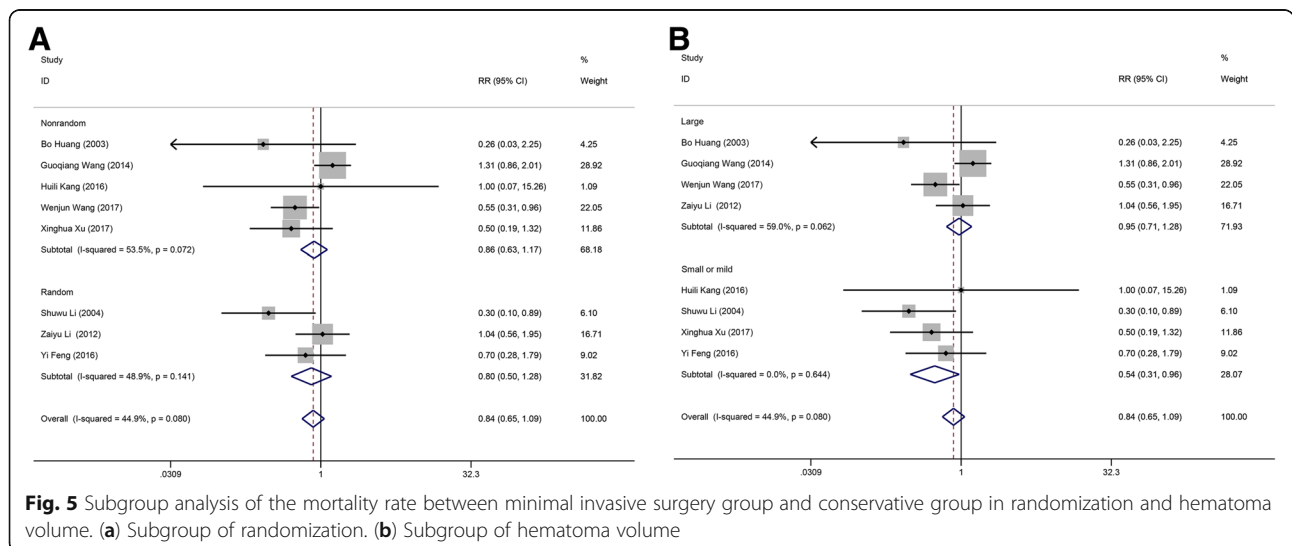 A
Study %
ID RR (95% CI) Weight
Nonrandom
Bo Huang (2003) 0.26 (0.03, 2.25) 4.25
Guoqiang Wang (2014) 1.31 (0.86, 2.01) 28.92
Huili Kang (2016) 1.00 (0.07, 15.26) 1.09
Wenjun Wang (2017) 0.55 (0.31, 0.96) 22.05
Xinghua Xu (2017) 0.50 (0.19, 1.32) 11.86
Subtotal (I-squared = 53.5%, p = 0.072) 0.86 (0.63, 1.17) 68.18
Random
Shuwu Li (2004) 0.30 (0.10, 0.89) 6.10
Zaiyu Li (2012) 1.04 (0.56, 1.95) 16.71
Yi Feng (2016) 0.70 (0.28, 1.79) 9.02
Subtotal (I-squared = 48.9%, p = 0.141) 0.80 (0.50, 1.28) 31.82
Overall (I-squared = 44.9%, p = 0.080) 0.84 (0.65, 1.09) 100.00
.0309 1 32.3
B
Study %
ID RR (95% CI) Weight
Large
Bo Huang (2003) 0.26 (0.03, 2.25) 4.25
Guoqiang Wang (2014) 1.31 (0.86, 2.01) 28.92
Wenjun Wang (2017) 0.55 (0.31, 0.96) 22.05
Zaiyu Li (2012) 1.04 (0.56, 1.95) 16.71
Subtotal (I-squared = 59.0%, p = 0.062) 0.95 (0.71, 1.28) 71.93
Small or mild
Huili Kang (2016) 1.00 (0.07, 15.26) 1.09
Shuwu Li (2004) 0.30 (0.10, 0.89) 6.10
Xinghua Xu (2017) 0.50 (0.19, 1.32) 11.86
Yi Feng (2016) 0.70 (0.28, 1.79) 9.02
Subtotal (I-squared = 0.0%, p = 0.644) 0.54 (0.31, 0.96) 28.07
Overall (I-squared = 44.9%, p = 0.080) 0.84 (0.65, 1.09) 100.00
.0309 1 32.3
Fig. 5 Subgroup analysis of the mortality rate between minimal invasive surgery group and conservative group in randomization and hematoma
volume. (a) Subgroup of randomization. (b) Subgroup of hematoma volume